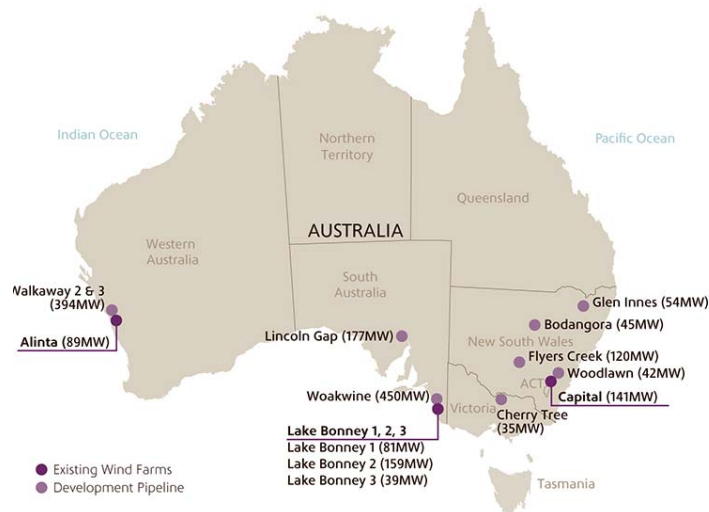 Indian Ocean
Northern
Territory
Pacific Ocean
Queensland
AUSTRALIA
Western
Australia
South
Australia
Walkaway 2 & 3
(394MW)
Alinta (89MW)
Lincoln Gap (177MW)
Glen Innes (54MW)
Bodangora (45MW)
New South Wales
Flyers Creek (120MW)
Woodlawn (42MW)
ACT
Capital (141MW)
Woakwine (450MW)
Victoria
Cherry Tree
(35MW)
Lake Bonney 1, 2, 3
Lake Bonney 1 (81MW)
Lake Bonney 2 (159MW)
Lake Bonney 3 (39MW)
Existing Wind Farms
Development Pipeline
Tasmania